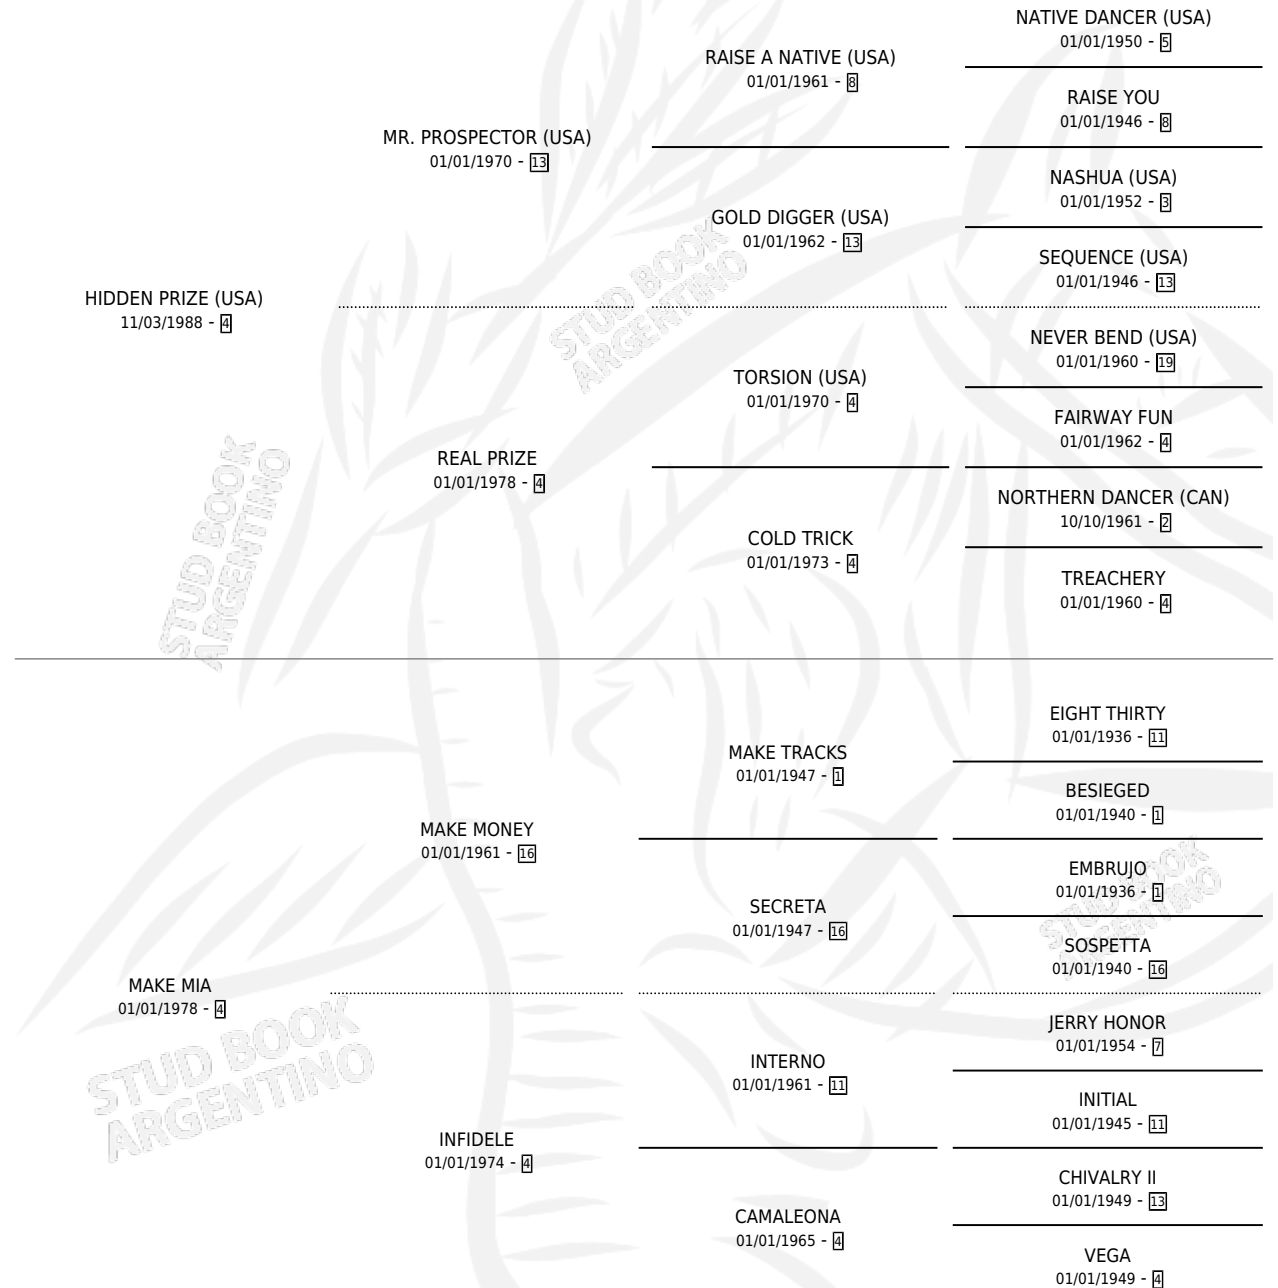 NATIVE DANCER (USA)
01/01/1950 - 5
RAISE A NATIVE (USA)
01/01/1961 - 8
RAISE YOU
01/01/1946 - 8
MR. PROSPECTOR (USA)
01/01/1970 - 13
NASHUA (USA)
01/01/1952 - 3
GOLD DIGGER (USA)
01/01/1962 - 13
SEQUENCE (USA)
01/01/1946 - 13
HIDDEN PRIZE (USA)
11/03/1988 - 4
NEVER BEND (USA)
01/01/1960 - 19
TORSION (USA)
01/01/1970 - 4
FAIRWAY FUN
01/01/1962 - 4
REAL PRIZE
01/01/1978 - 4
NORTHERN DANCER (CAN)
10/10/1961 - 2
COLD TRICK
01/01/1973 - 4
TREACHERY
01/01/1960 - 4
EIGHT THIRTY
01/01/1936 - 11
MAKE TRACKS
01/01/1947 - 1
BESIEGED
01/01/1940 - 1
MAKE MONEY
01/01/1961 - 16
EMBRUJO
01/01/1936 - 1
SECRETA
01/01/1947 - 16
SOSPETTA
01/01/1940 - 16
MAKE MIA
01/01/1978 - 4
JERRY HONOR
01/01/1954 - 7
INTERNO
01/01/1961 - 11
INITIAL
01/01/1945 - 11
INFIDELE
01/01/1974 - 4
CHIVALRY II
01/01/1949 - 13
CAMALEONA
01/01/1965 - 4
VEGA
01/01/1949 - 4
STUD BOOK
ARGENTINO
STUD BOOK
ARGENTINO
STUD BOOK
ARGENTINO
STUD BOOK
ARGENTINO